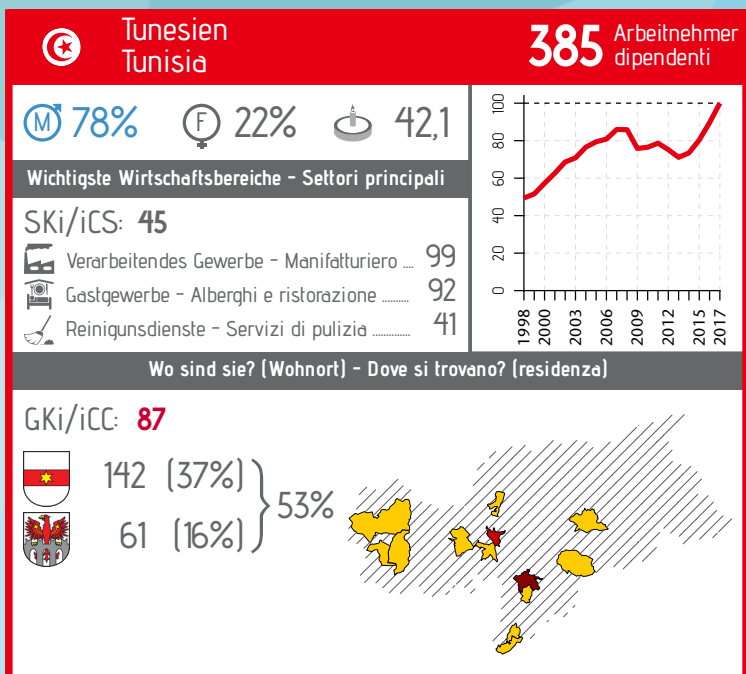 Tunesien
Tunisia
385 Arbeitnehmer
dipendenti
M 78% F 22% 42,1
Wichtigste Wirtschaftsbereiche - Settori principali
SKi/iCS: 45
Verarbeitendes Gewerbe - Manifatturiero .... 99
Gastgewerbe - Alberghi e ristorazione .......... 92
Reinigunsdienste - Servizi di pulizia .............. 41
100
80
60
40
20
0
1998
2000
2003
2006
2009
2012
2015
2017
Wo sind sie? (Wohnort) - Dove si trovano? (residenza)
GKi/iCC: 87
142 (37%)
61 (16%)
53%